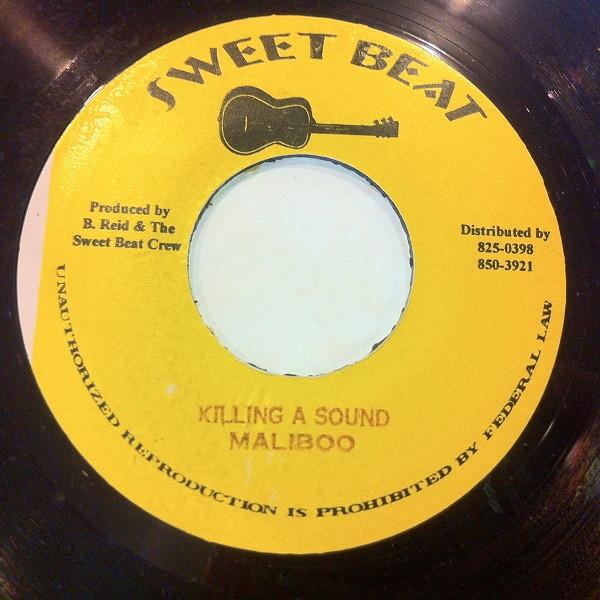 SWEET BEAT
Produced by
B. Reid & The
Sweet Beat Crew
Distributed by
825-0398
850-3921
KILLING A SOUND
MALIBOO
UNAUTHORIZED REPRODUCTION IS PROHIBITED BY FEDERAL LAW